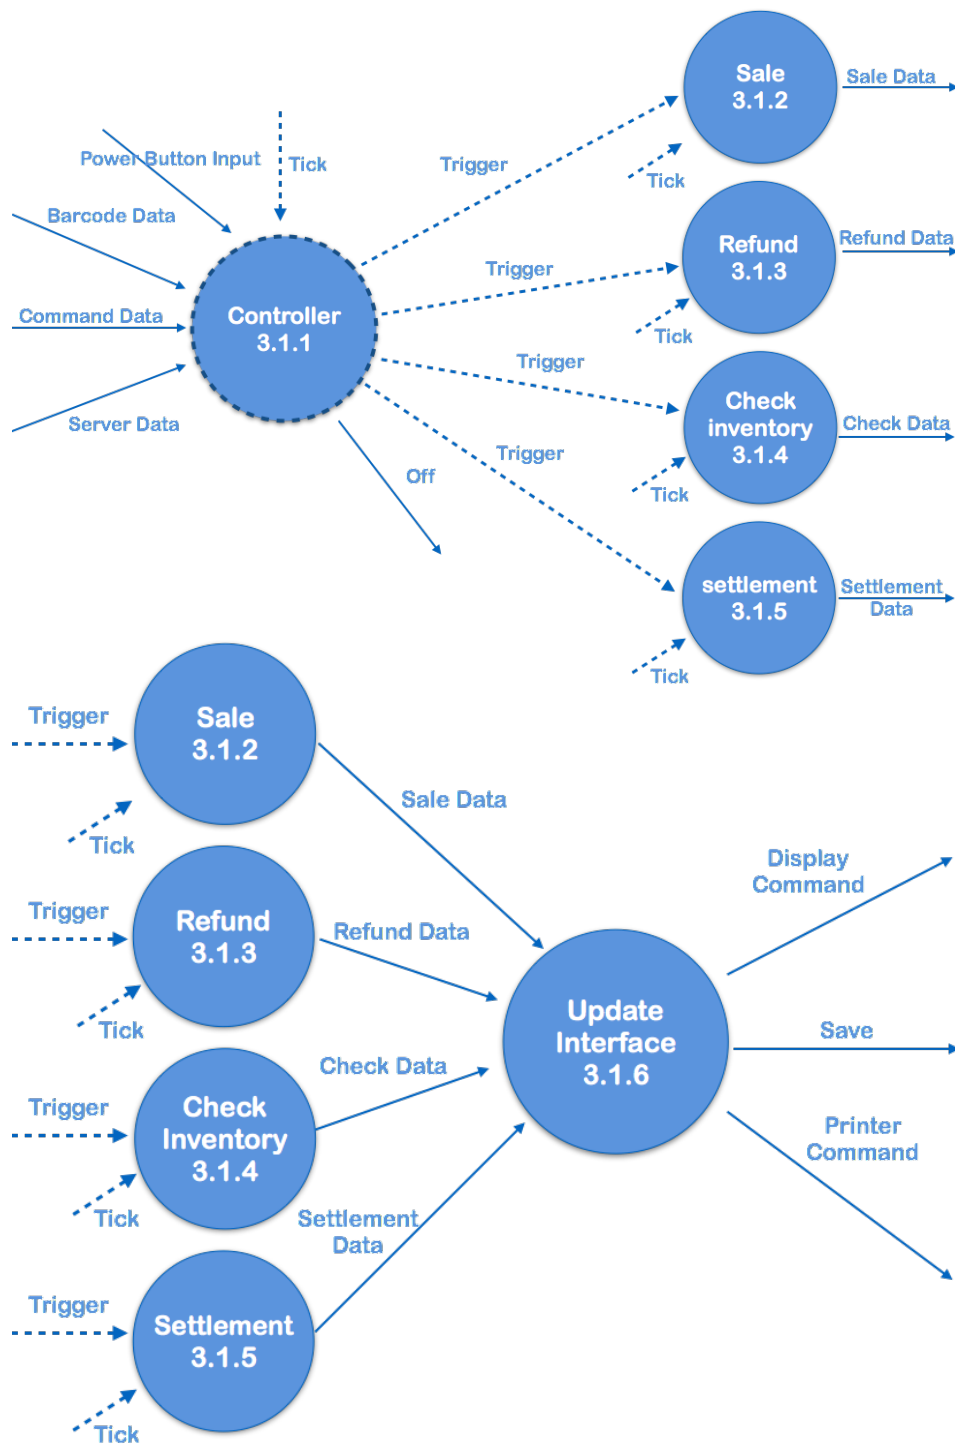 Sale
3.1.2
Sale Data
Power Button Input
Tick
Trigger
Tick
Barcode Data
Refund
3.1.3
Refund Data
Trigger
Controller
3.1.1
Command Data
Tick
Trigger
Check
inventory
3.1.4
Check Data
Server Data
Trigger
Off
Tick
settlement
3.1.5
Settlement
Data
Tick
Trigger
Sale
3.1.2
Sale Data
Tick
Display
Command
Trigger
Refund
3.1.3
Refund Data
Tick
Update
Interface
3.1.6
Save
Check Data
Trigger
Check
Inventory
3.1.4
Printer
Command
Tick
Settlement
Data
Trigger
Settlement
3.1.5
Tick